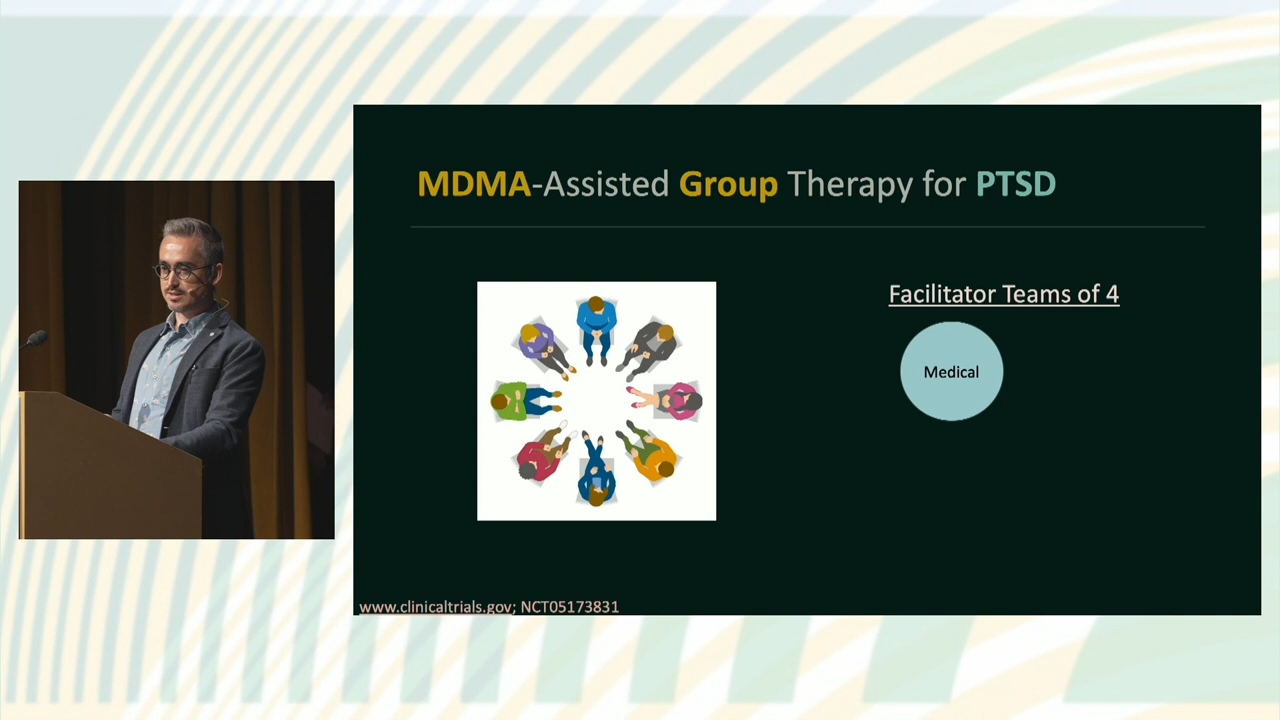 MDMA-Assisted Group Therapy for PTSD
Facilitator Teams of 4
Medical
www.clinicaltrials.gov; NCT05173831